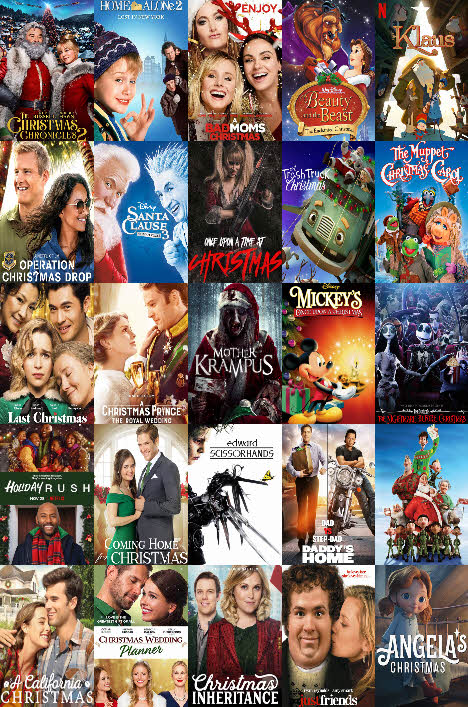 CHRISTMAS
CHRONICLES 2
HOME ALONE 2
LOST IN NEW YORK
ENJOY
A
BAD MOMS
CHRISTMAS
WALT DISNEY
Beauty
and the
Beast
The Enchanted Christmas
N
Klaus
OPERATION
CHRISTMAS DROP
Disney
SANTA
CLAUSE
3
ONCE UPON A TIME AT
CHRISTMAS
Trash Truck
Christmas
The Muppet
CHRISTMAS CAROL
Last Christmas
A
CHRISTMAS PRINCE
THE ROYAL WEDDING
MOTHER
KRAMPUS
Disney
MICKEY'S
ONCE UPON A CHRISTMAS
THE NIGHTMARE BEFORE CHRISTMAS
HOLIDAY RUSH
NOV 28
COMING HOME
for CHRISTMAS
edward
SCISSORHANDS
DAD
STEP-DAD
DADDY'S
HOME
A California
CHRISTMAS
CHRISTMAS WEDDING
Planner
Christmas
INHERITANCE
just friends
ANGELA'S
CHRISTMAS